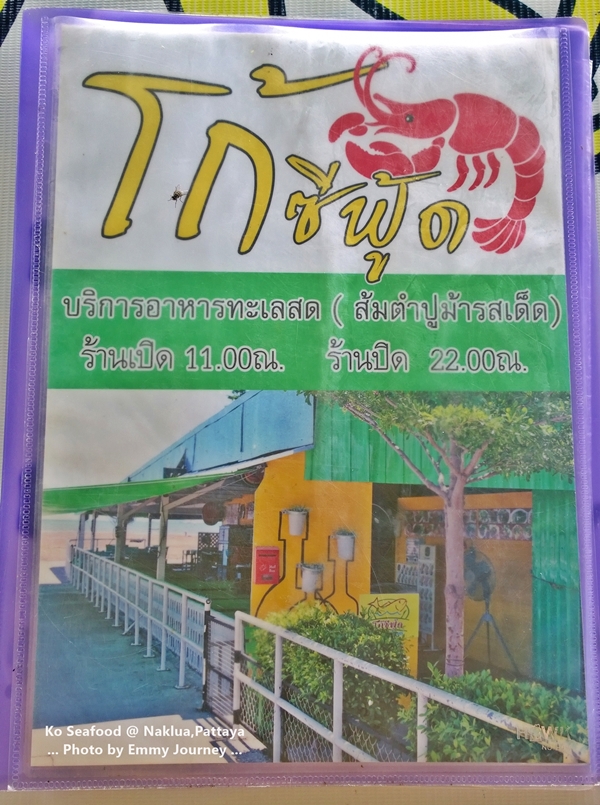 โก้ ซีฟู้ด
บริการอาหารทะเลสด ( ส้มตำปูม้ารสเด็ด)
ร้านเปิด 11.00ณ. ร้านปิด 22.00ณ.
Ko Seafood @ Naklua,Pattaya
... Photo by Emmy Journey ...